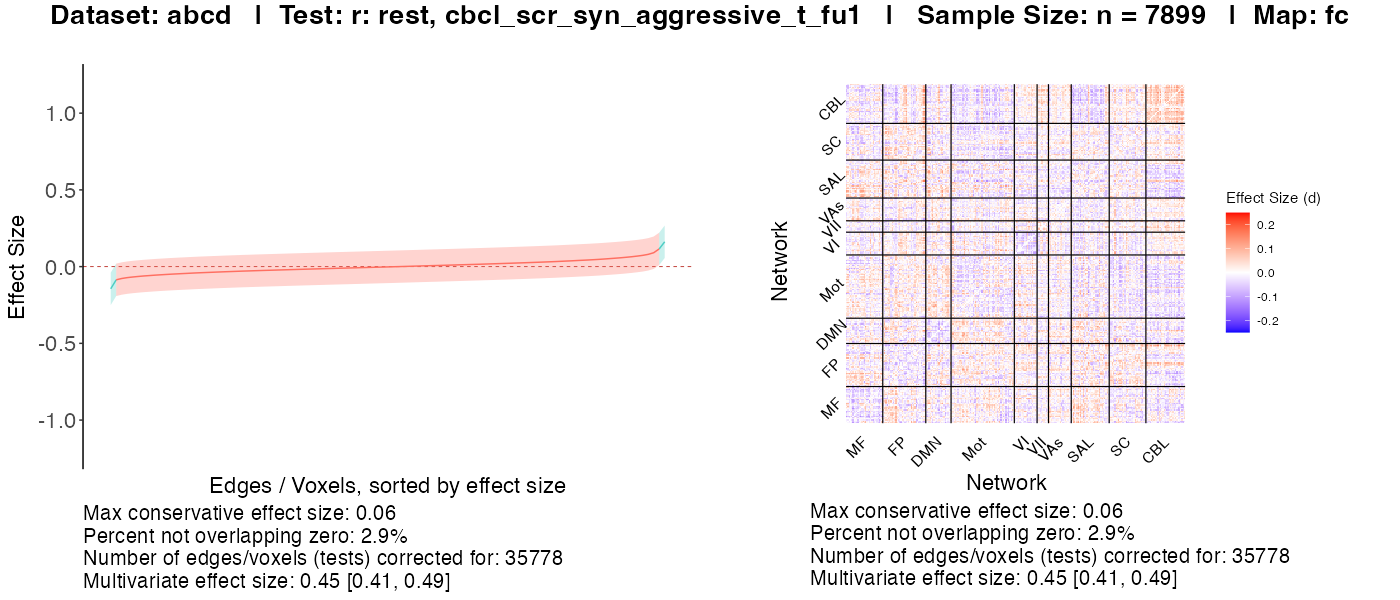 Dataset: abcd | Test: r: rest, cbcl_scr_syn_aggressive_t_fu1 | Sample Size: n = 7899 | Map: fc
Effect Size
1.0
0.5
0.0
-0.5
-1.0
Edges / Voxels, sorted by effect size
Max conservative effect size: 0.06
Percent not overlapping zero: 2.9%
Number of edges/voxels (tests) corrected for: 35778
Multivariate effect size: 0.45 [0.41, 0.49]
Network
CBL
SC
SAL
VAs
VII
VI
Mot
DMN
FP
MF
MF
FP
DMN
Mot
VI
VII
VAs
SAL
SC
CBL
Network
Effect Size (d)
0.2
0.1
0.0
-0.1
-0.2
Max conservative effect size: 0.06
Percent not overlapping zero: 2.9%
Number of edges/voxels (tests) corrected for: 35778
Multivariate effect size: 0.45 [0.41, 0.49]